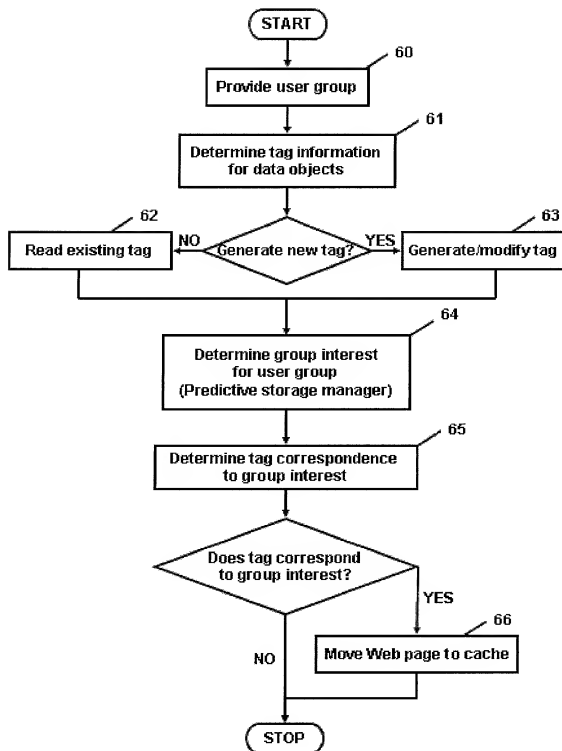 START
60
Provide user group
61
Determine tag information
for data objects
62
63
Read existing tag
NO
Generate new tag?
YES
Generate/modify tag
64
Determine group interest
for user group
(Predictive storage manager)
65
Determine tag correspondence
to group interest
Does tag correspond
to group interest?
YES
66
NO
Move Web page to cache
STOP